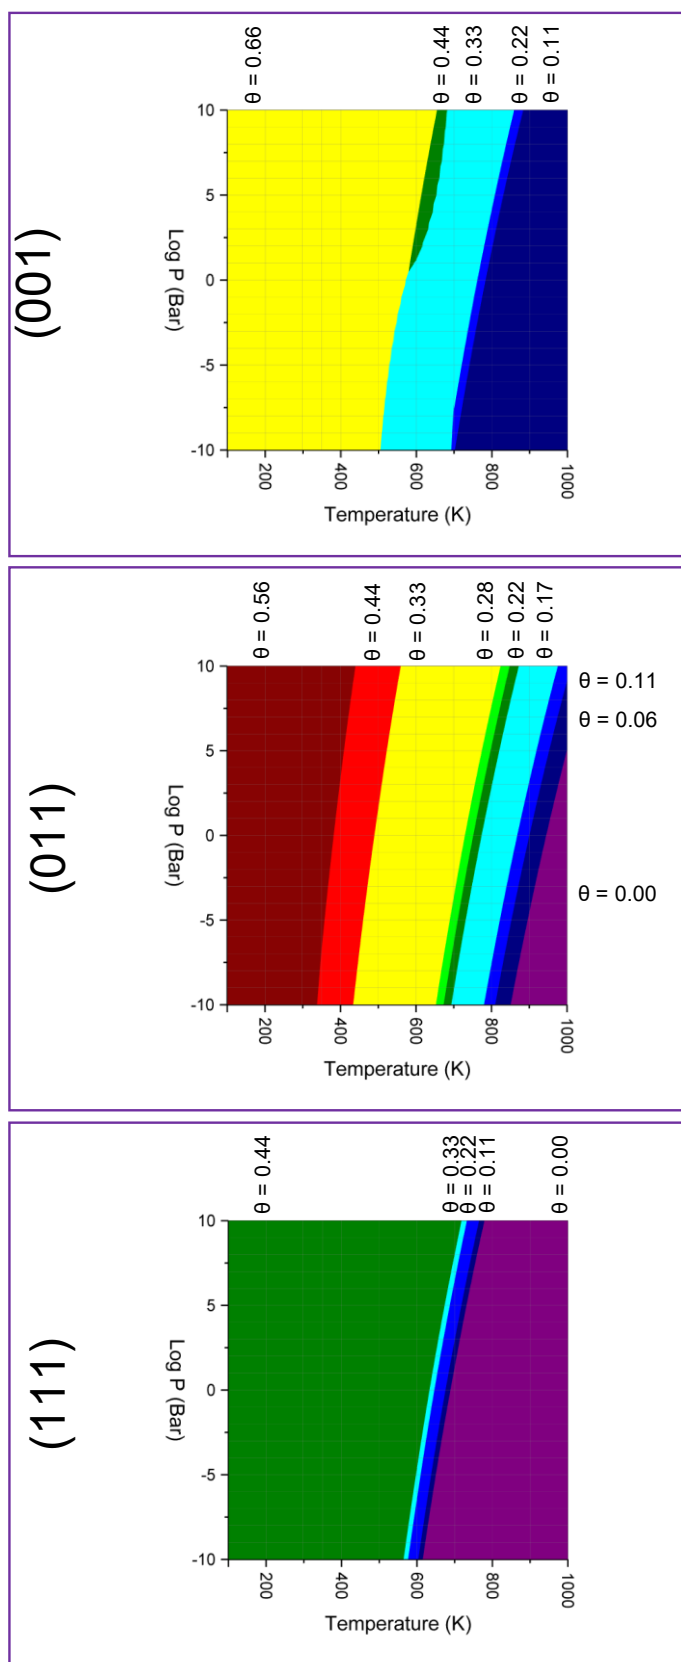 (001)
θ = 0.66
θ = 0.44
θ = 0.33
θ = 0.22
θ = 0.11
Log P (Bar)
10
5
0
-5
-10
200
400
600
800
1000
Temperature (K)
(011)
θ = 0.56
θ = 0.44
θ = 0.33
θ = 0.28
θ = 0.22
θ = 0.17
θ = 0.11
θ = 0.06
θ = 0.00
Log P (Bar)
10
5
0
-5
-10
200
400
600
800
1000
Temperature (K)
(111)
θ = 0.44
θ = 0.33
θ = 0.22
θ = 0.11
θ = 0.00
Log P (Bar)
10
5
0
-5
-10
200
400
600
800
1000
Temperature (K)